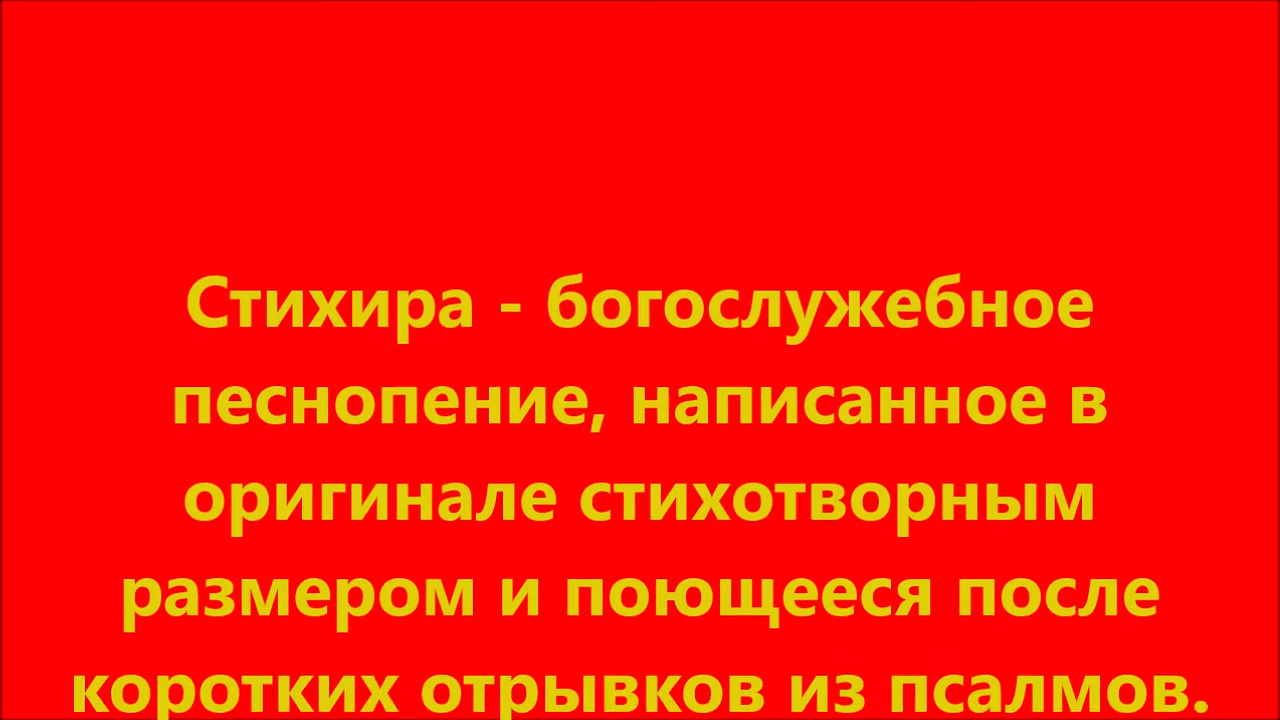 Стихира - богослужебное
песнопение, написанное в
оригинале стихотворным
размером и поющееся после
коротких отрывков из псалмов.